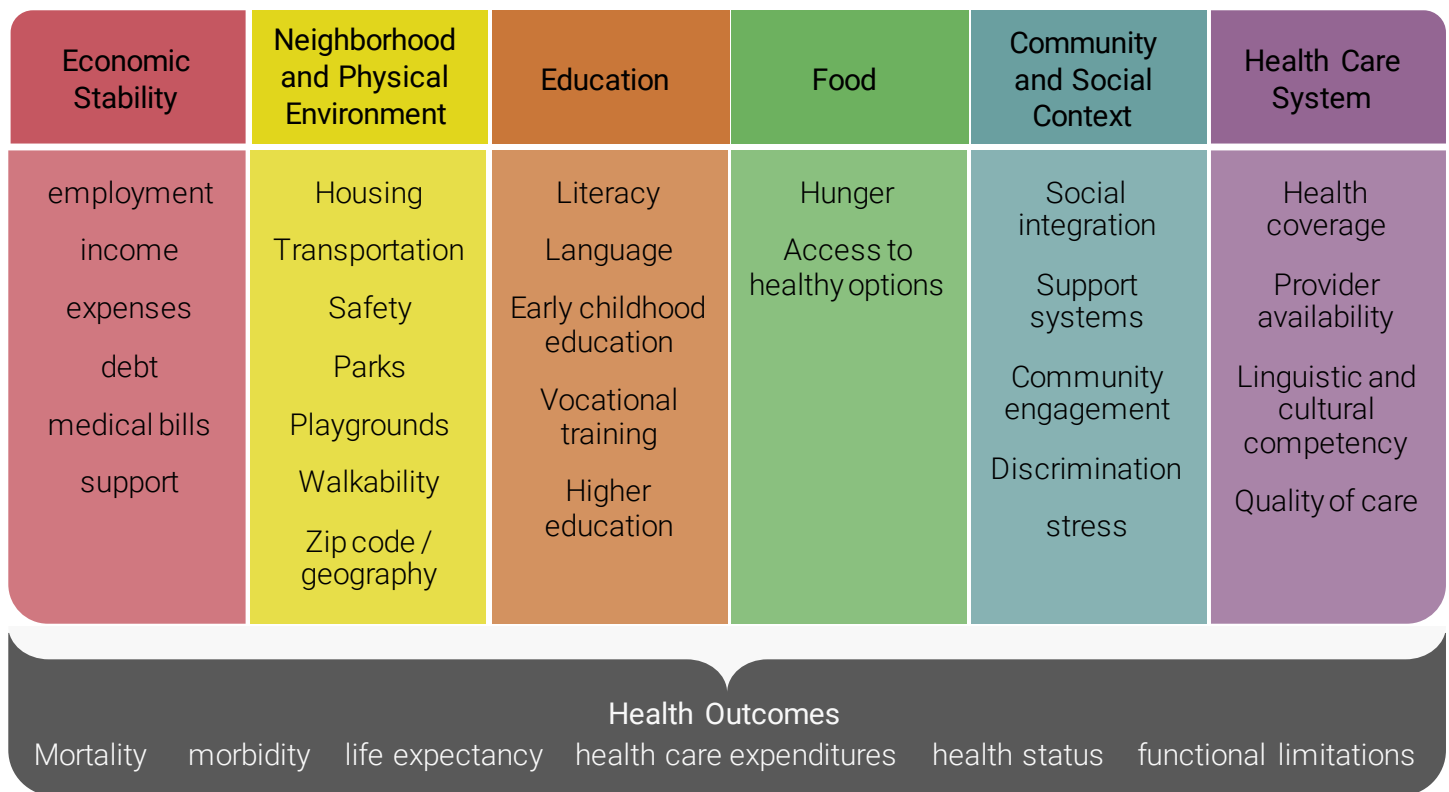 Economic
Stability
Neighborhood
and Physical
Environment
Education
Food
Community
and Social
Context
Health Care
System
employment
income
expenses
debt
medical bills
support
Housing
Transportation
Safety
Parks
Playgrounds
Walkability
Zip code /
geography
Literacy
Language
Early childhood
education
Vocational
training
Higher
education
Hunger
Access to
healthy options
Social
integration
Support
systems
Community
engagement
Discrimination
stress
Health
coverage
Provider
availability
Linguistic and
cultural
competency
Quality of care
Health Outcomes
Mortality morbidity life expectancy health care expenditures health status functional limitations